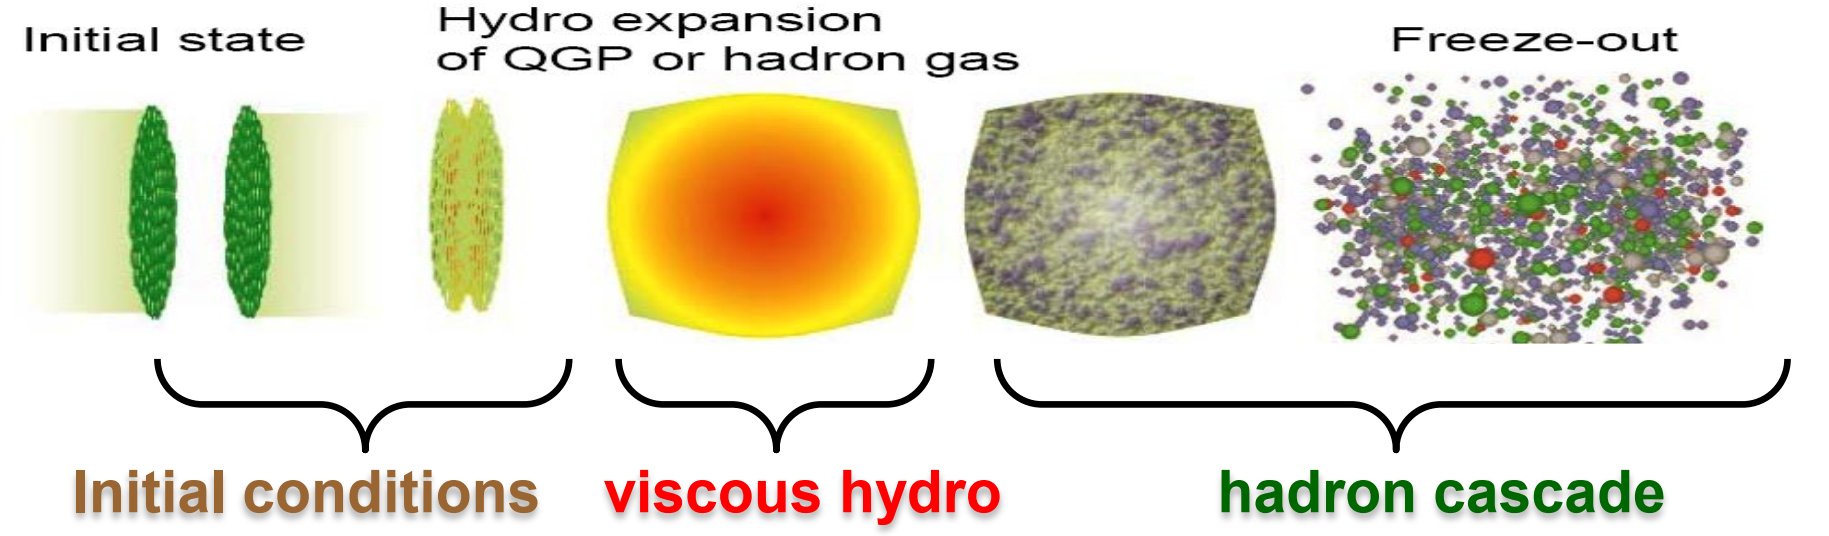 Initial state
Hydro expansion
of QGP or hadron gas
Freeze-out
Initial conditions
viscous hydro
hadron cascade